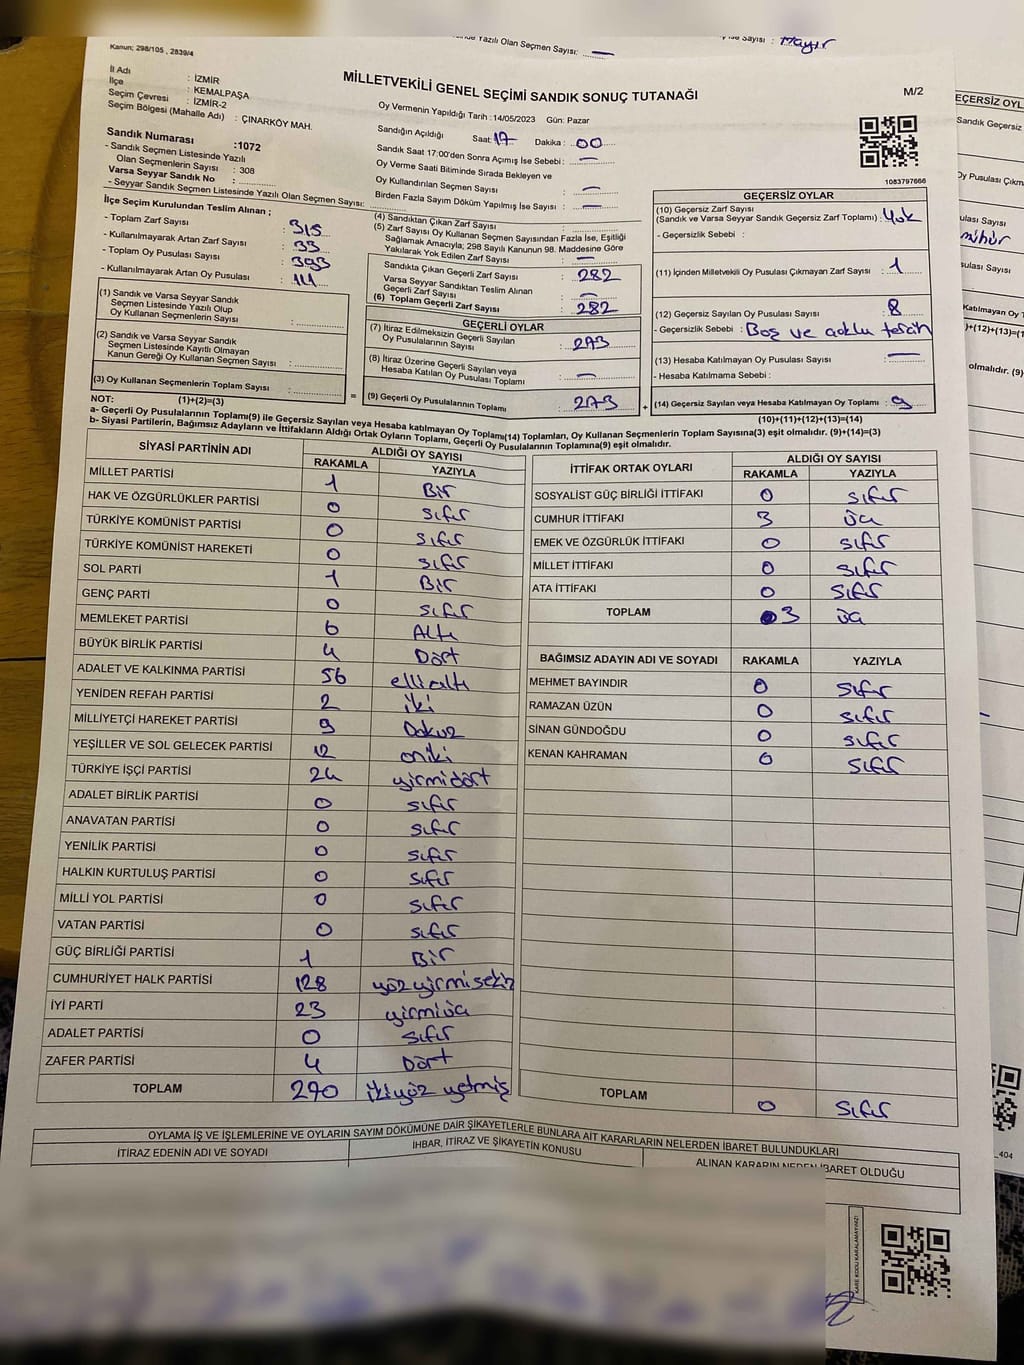 nde Yazılı Olan Seçmen Sayısı: —
Sayısı : Hayır
Kanun; 298/105 , 2839/4
MİLLETVEKİLİ GENEL SEÇİMİ SANDIK SONUÇ TUTANAĞI
M/2
İl Adı : İZMİR
İlçe : KEMALPAŞA
Seçim Çevresi : İZMİR-2
Seçim Bölgesi (Mahalle Adı) : ÇINARKÖY MAH.
Oy Vermenin Yapıldığı Tarih :14/05/2023 Gün: Pazar
Sandığın Açıldığı Saat: 17 Dakika : 00
Sandık Saat 17:00'den Sonra Açımış İse Sebebi : —
Oy Verme Saati Bitiminde Sırada Bekleyen ve
Oy Kullandırılan Seçmen Sayısı : —
Birden Fazla Sayım Döküm Yapılmış İse Sayısı : —
1083797666
Sandık Numarası :1072
- Sandık Seçmen Listesinde Yazılı
Olan Seçmenlerin Sayısı : 308
Varsa Seyyar Sandık No :
- Seyyar Sandık Seçmen Listesinde Yazılı Olan Seçmen Sayısı:
İlçe Seçim Kurulundan Teslim Alınan ;
- Toplam Zarf Sayısı : 315
- Kullanılmayarak Artan Zarf Sayısı : 33
- Toplam Oy Pusulası Sayısı : 393
- Kullanılmayarak Artan Oy Pusulası : 111
(1) Sandık ve Varsa Seyyar Sandık
Seçmen Listesinde Yazılı Olup
Oy Kullanan Seçmenlerin Sayısı :
(2) Sandık ve Varsa Seyyar Sandık
Seçmen Listesinde Kayıtlı Olmayan
Kanun Gereği Oy Kullanan Seçmen Sayısı :
(3) Oy Kullanan Seçmenlerin Toplam Sayısı :
(1)+(2)=(3)
(4) Sandıktan Çıkan Zarf Sayısı :
(5) Zarf Sayısı Oy Kullanan Seçmen Sayısından Fazla İse, Eşitliği
Sağlamak Amacıyla; 298 Sayılı Kanunun 98. Maddesine Göre
Yakılarak Yok Edilen Zarf Sayısı : —
Sandıkta Çıkan Geçerli Zarf Sayısı : 282
Varsa Seyyar Sandıktan Teslim Alınan
Geçerli Zarf Sayısı : —
(6) Toplam Geçerli Zarf Sayısı : 282
GEÇERLİ OYLAR
(7) İtiraz Edilmeksizin Geçerli Sayılan
Oy Pusulalarının Sayısı : 273
(8) İtiraz Üzerine Geçerli Sayılan veya
Hesaba Katılan Oy Pusulası Toplamı : —
= (9) Geçerli Oy Pusulalarının Toplamı : 273 +
GEÇERSİZ OYLAR
(10) Geçersiz Zarf Sayısı
(Sandık ve Varsa Seyyar Sandık Geçersiz Zarf Toplamı) : Yok
- Geçersizlik Sebebi :
(11) İçinden Milletvekili Oy Pusulası Çıkmayan Zarf Sayısı : 1
(12) Geçersiz Sayılan Oy Pusulası Sayısı : 8
- Geçersizlik Sebebi : Boş ve çoklu tercih
(13) Hesaba Katılmayan Oy Pusulası Sayısı : —
- Hesaba Katılmama Sebebi :
(14) Geçersiz Sayılan veya Hesaba Katılmayan Oy Toplamı : 9
(10)+(11)+(12)+(13)=(14)
NOT:
a- Geçerli Oy Pusulalarının Toplamı(9) ile Geçersiz Sayılan veya Hesaba katılmayan Oy Toplamı(14) Toplamları, Oy Kullanan Seçmenlerin Toplam Sayısına(3) eşit olmalıdır. (9)+(14)=(3)
b- Siyasi Partilerin, Bağımsız Adayların ve İttifakların Aldığı Ortak Oyların Toplamı, Geçerli Oy Pusulalarının Toplamına(9) eşit olmalıdır.
SİYASİ PARTİNİN ADI ALDIĞI OY SAYISI
RAKAMLA YAZIYLA
MİLLET PARTİSİ 1 Bir
HAK VE ÖZGÜRLÜKLER PARTİSİ 0 sıfır
TÜRKİYE KOMÜNİST PARTİSİ 0 sıfır
TÜRKİYE KOMÜNİST HAREKETİ 0 sıfır
SOL PARTİ 1 Bir
GENÇ PARTİ 0 sıfır
MEMLEKET PARTİSİ 6 Altı
BÜYÜK BİRLİK PARTİSİ 4 Dört
ADALET VE KALKINMA PARTİSİ 56 ellialtı
YENİDEN REFAH PARTİSİ 2 iki
MİLLİYETÇİ HAREKET PARTİSİ 9 Dokuz
YEŞİLLER VE SOL GELECEK PARTİSİ 12 oniki
TÜRKİYE İŞÇİ PARTİSİ 24 yirmidört
ADALET BİRLİK PARTİSİ 0 sıfır
ANAVATAN PARTİSİ 0 sıfır
YENİLİK PARTİSİ 0 sıfır
HALKIN KURTULUŞ PARTİSİ 0 sıfır
MİLLİ YOL PARTİSİ 0 sıfır
VATAN PARTİSİ 0 sıfır
GÜÇ BİRLİĞİ PARTİSİ 1 Bir
CUMHURİYET HALK PARTİSİ 128 yüzyirmisekiz
İYİ PARTİ 23 yirmiüç
ADALET PARTİSİ 0 sıfır
ZAFER PARTİSİ 4 Dört
TOPLAM 270 ikiyüz yetmiş
İTTİFAK ORTAK OYLARI ALDIĞI OY SAYISI
RAKAMLA YAZIYLA
SOSYALİST GÜÇ BİRLİĞİ İTTİFAKI 0 sıfır
CUMHUR İTTİFAKI 3 üç
EMEK VE ÖZGÜRLÜK İTTİFAKI 0 sıfır
MİLLET İTTİFAKI 0 sıfır
ATA İTTİFAKI 0 sıfır
TOPLAM 3 üç
BAĞIMSIZ ADAYIN ADI VE SOYADI RAKAMLA YAZIYLA
MEHMET BAYINDIR 0 sıfır
RAMAZAN ÜZÜN 0 sıfır
SİNAN GÜNDOĞDU 0 sıfır
KENAN KAHRAMAN 0 sıfır
TOPLAM 0 sıfır
OYLAMA İŞ VE İŞLEMLERİNE VE OYLARIN SAYIM DÖKÜMÜNE DAİR ŞİKAYETLERLE BUNLARA AİT KARARLARIN NELERDEN İBARET BULUNDUKLARI
İTİRAZ EDENİN ADI VE SOYADI
İHBAR, İTİRAZ VE ŞİKAYETİN KONUSU
ALINAN KARARIN NEDEN İBARET OLDUĞU
KARE KODU KARALAMAYINIZ!
EÇERSİZ OYL
Sandık Geçersiz
Oy Pusulası Çıkm
ulası Sayısı
mühür
sulası Sayısı
Katılmayan Oy T
)+(12)+(13)=(1
olmalıdır. (9)
_404